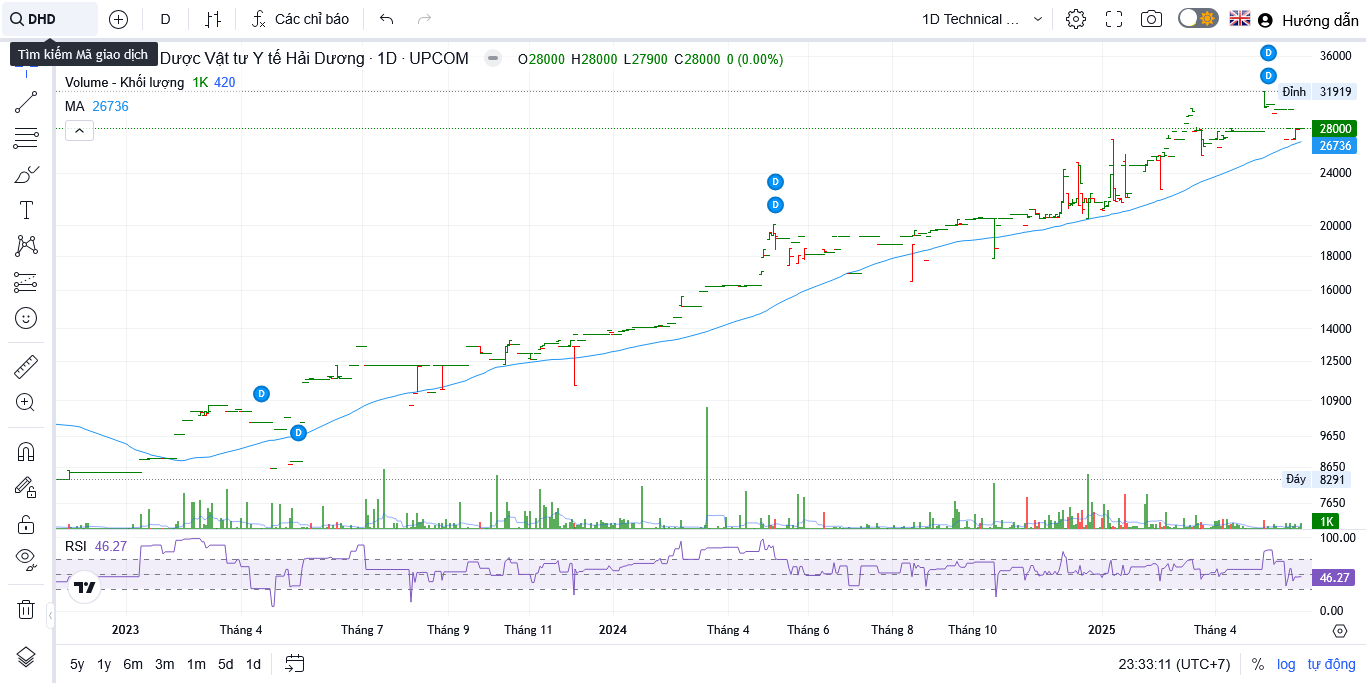 DHD
D
Các chỉ báo
1D Technical ...
Hướng dẫn
Tìm kiếm Mã giao dịch
Dược Vật tư Y tế Hải Dương · 1D · UPCOM
O28000 H28000 L27900 C28000 0 (0.00%)
Volume - Khối lượng 1K 420
MA 26736
D
D
D
D
D
D
36000
Đỉnh 31919
28000
26736
24000
20000
18000
16000
14000
12500
10900
9650
8650
Đáy 8291
7650
1K
RSI 46.27
100.00
46.27
0.00
2023 Tháng 4 Tháng 7 Tháng 9 Tháng 11 2024 Tháng 4 Tháng 6 Tháng 8 Tháng 10 2025 Tháng 4
5y 1y 6m 3m 1m 5d 1d
23:33:11 (UTC+7) % log tự động